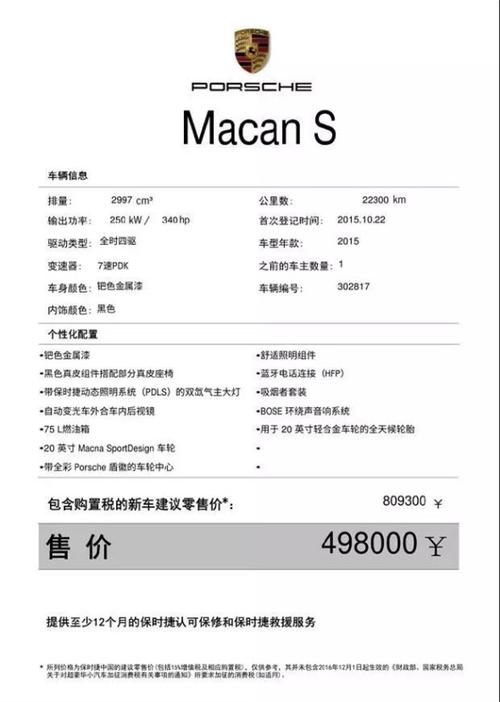 PORSCHE
Macan S
车辆信息
排量： 2997 cm³ 公里数： 22300 km
输出功率： 250 kW / 340 hp 首次登记时间： 2015.10.22
驱动类型： 全时四驱 车型年款： 2015
变速器： 7速PDK 之前的车主数量： 1
车身颜色： 钯色金属漆 车辆编号： 302817
内饰颜色： 黑色
个性化配置
•钯色金属漆 •舒适照明组件
•黑色真皮组件搭配部分真皮座椅 •蓝牙电话连接（HFP）
•带保时捷动态照明系统（PDLS）的双氙气主大灯 •吸烟者套装
•自动变光车外合车内后视镜 •BOSE 环绕声音响系统
•75 L燃油箱 •用于 20 英寸轻合金车轮的全天候轮胎
•20 英寸 Macna SportDesign 车轮 •
•带全彩 Porsche 盾徽的车轮中心 •
包含购置税的新车建议零售价*： 809300 ￥
售 价 498000 ￥
提供至少12个月的保时捷认可保修和保时捷救援服务
* 所列价格为保时捷中国的建议零售价(包括16%增值税及相应购置税)，仅供参考，其并未包含2016年12月1日起生效的《财政部、国家税务总局
关于对超豪华小汽车加征消费税有关事项的通知》所要求加征的消费税(如适用)。